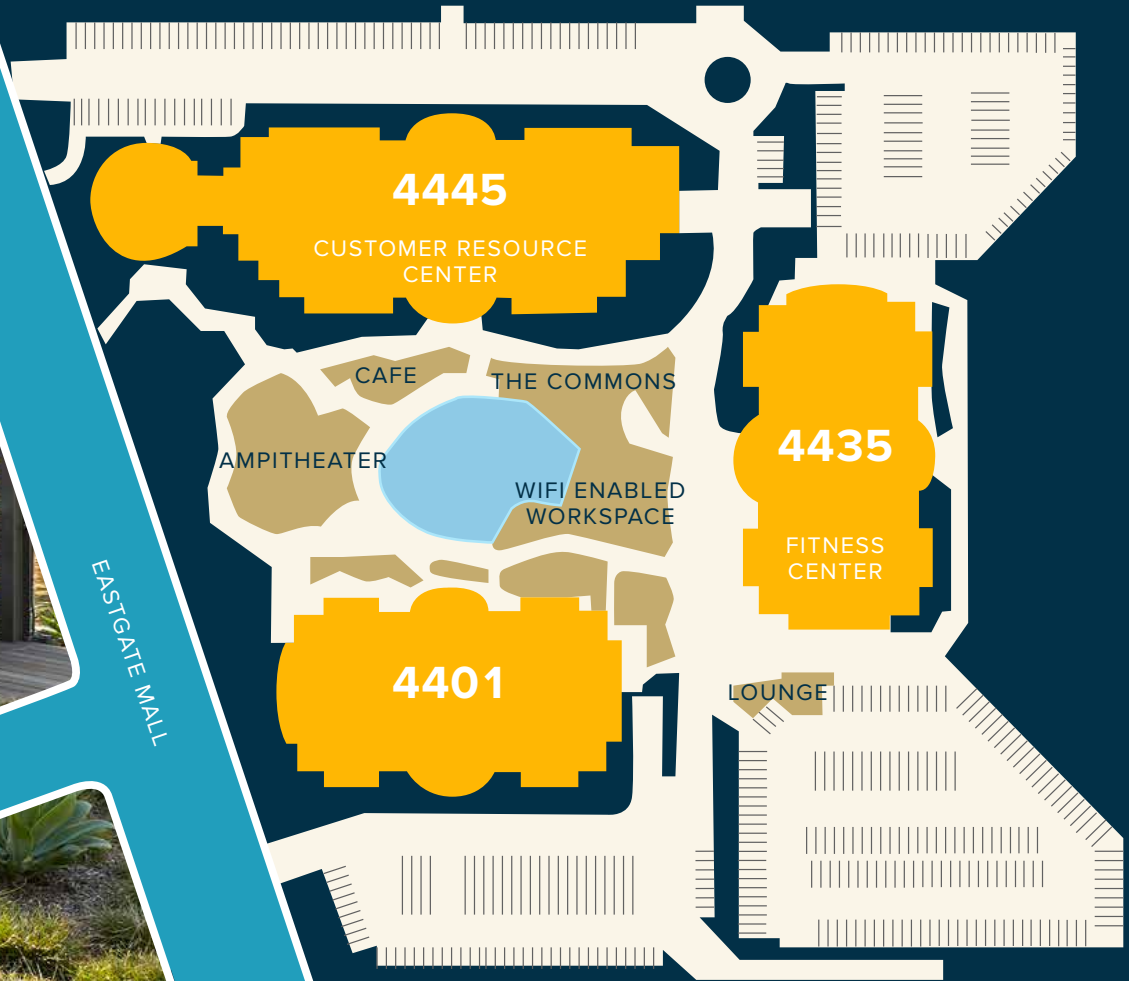 4445
CUSTOMER RESOURCE
CENTER
CAFE
THE COMMONS
AMPITHEATER
4435
WIFI ENABLED
WORKSPACE
FITNESS
CENTER
EASTGATE MALL
4401
LOUNGE